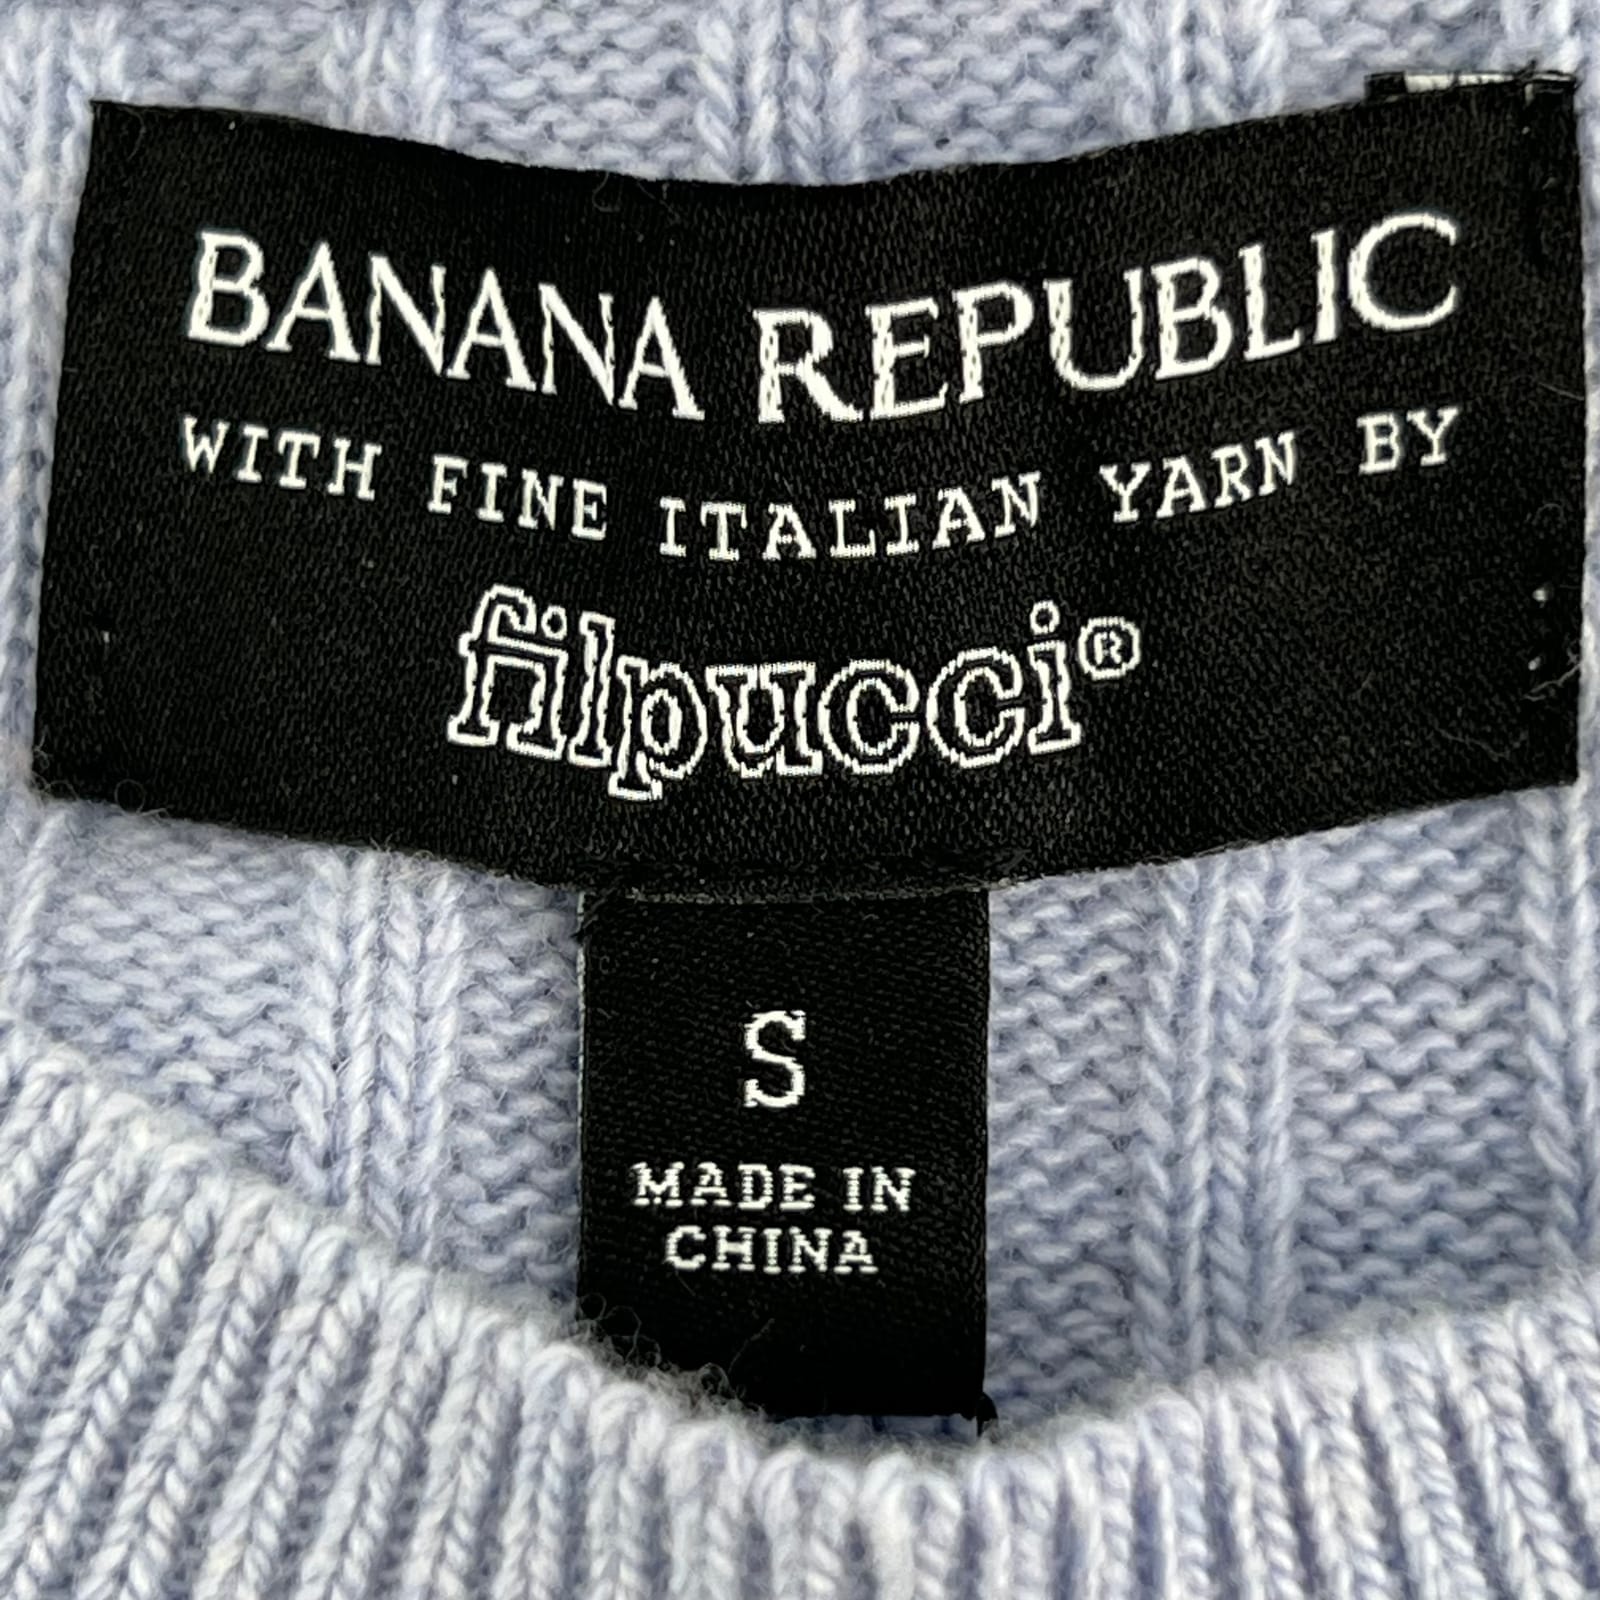 BANANA REPUBLIC
WITH FINE ITALIAN YARN BY
filpucci®
S
MADE IN
CHINA